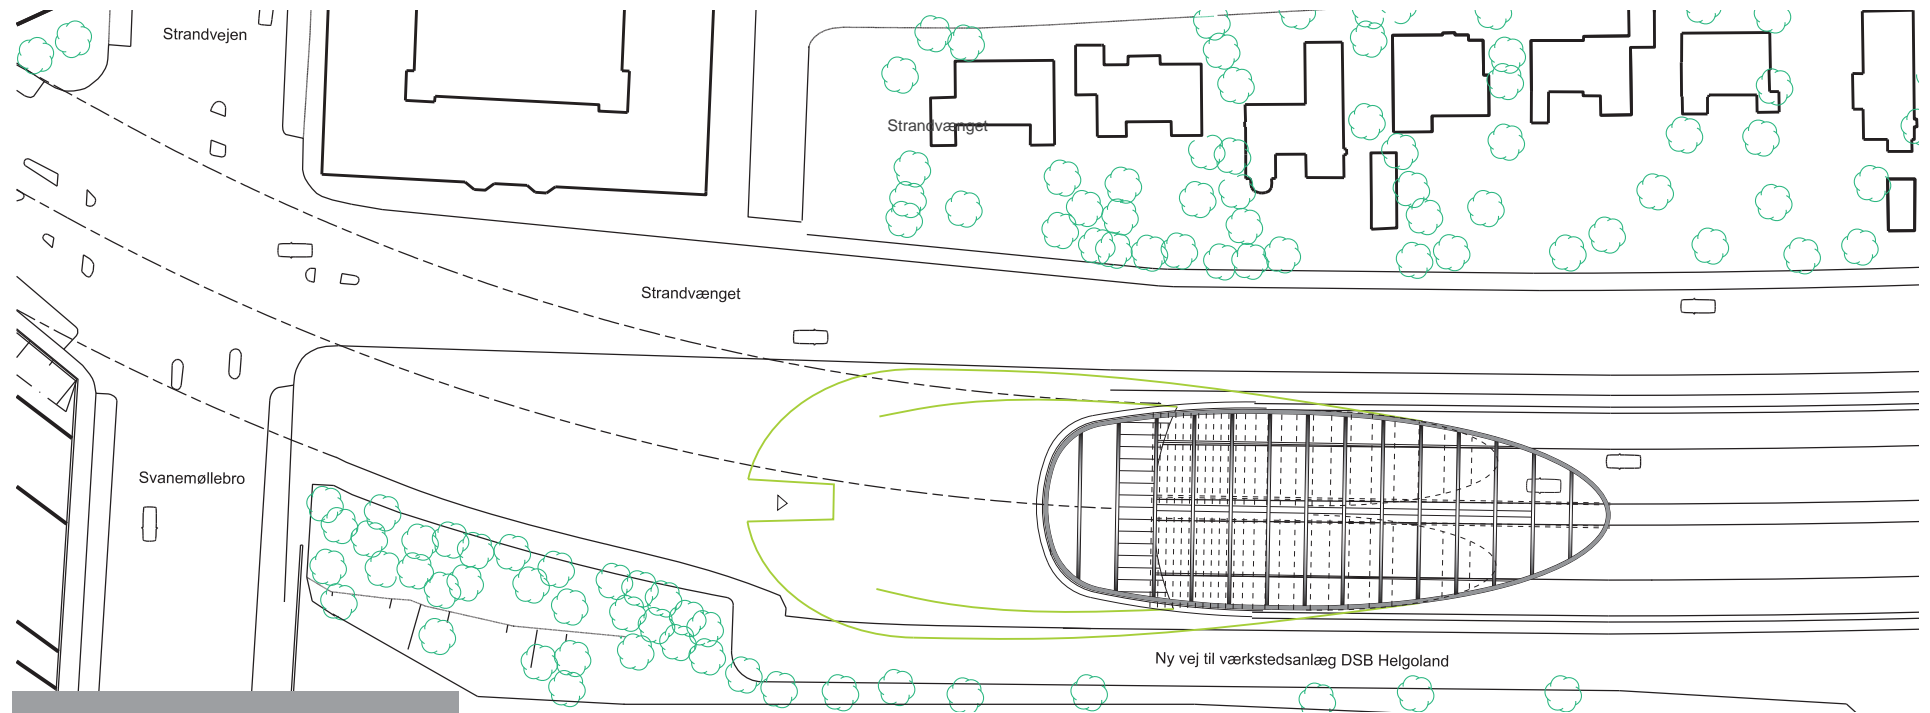 Strandvejen
Strandvænget
Strandvænget
Svanemøllebro
Ny vej til værkstedsanlæg DSB Helgoland